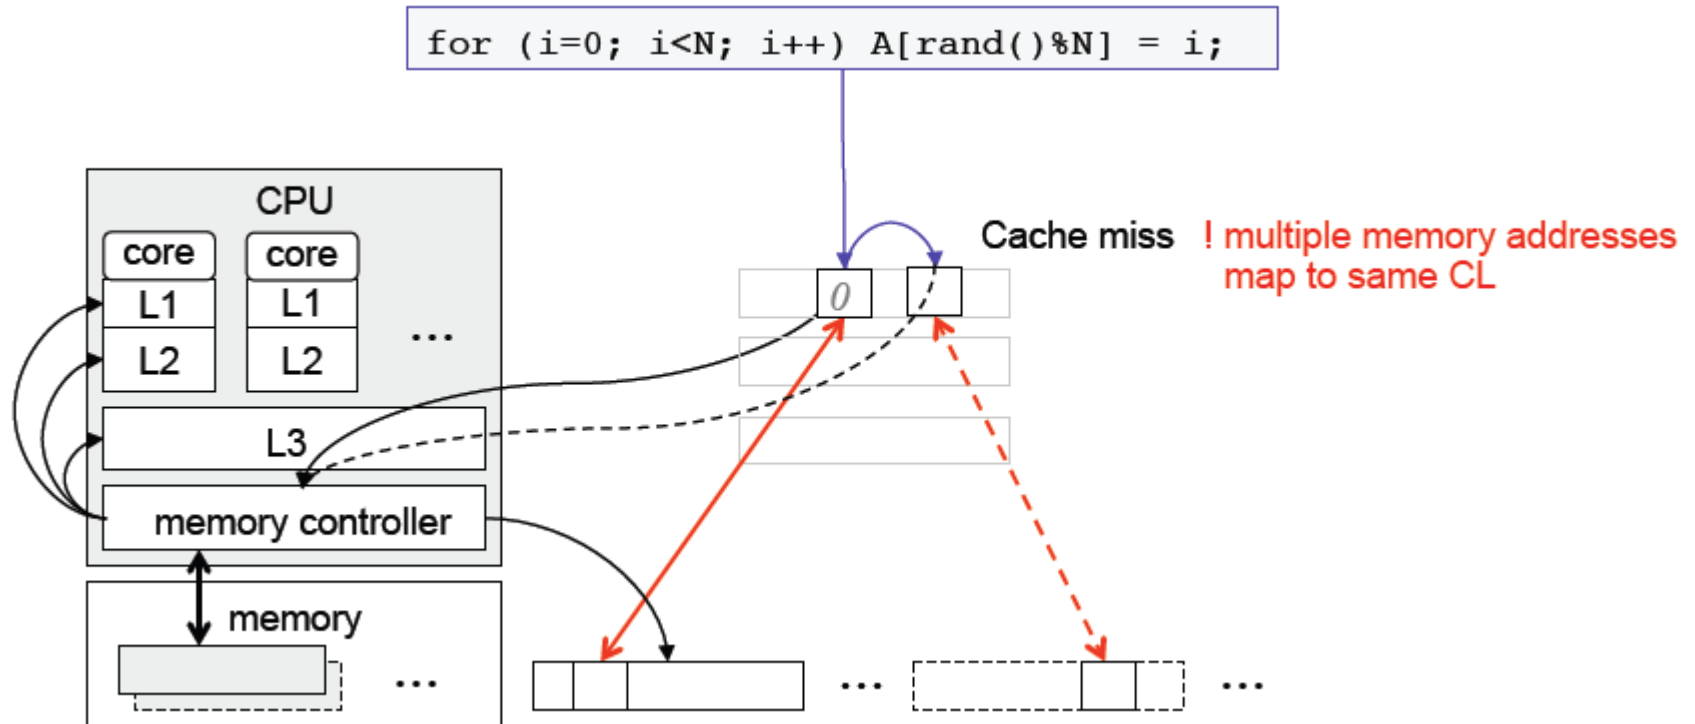 for (i=0; i<N; i++) A[rand()%N] = i;
CPU
core
core
L1
L1
L2
L2
...
L3
memory controller
memory
...
Cache miss ! multiple memory addresses
map to same CL
0
...
...